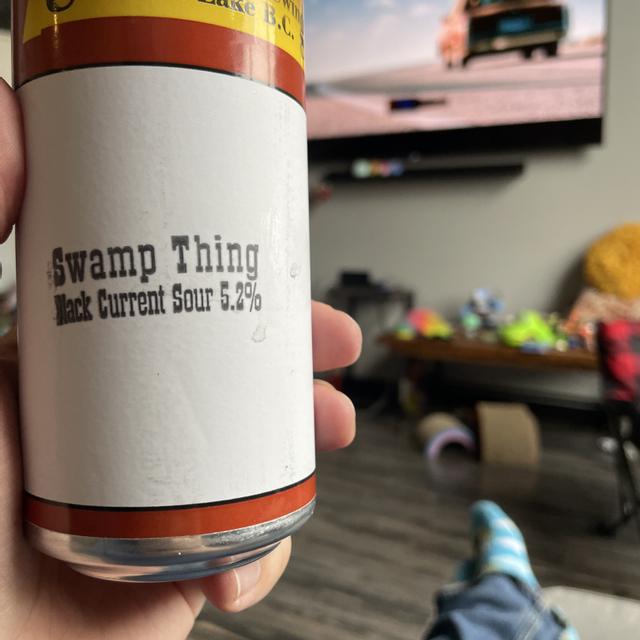 Lake B.C.
Swamp Thing
Black Current Sour 5.2%